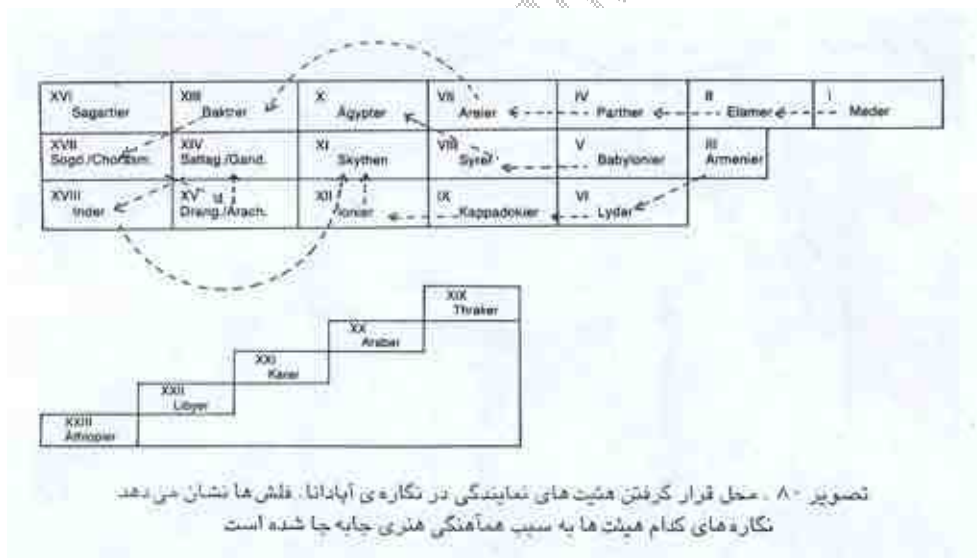 XVI XIII X VII IV II I
Sagartier Baktrer Ägypter Areier Parther Elamer Meder
XVII XIV XI VIII V III
Sogd./Choresm. Sattag./Gand. Skythen Syrer Babylonier Armenier
XVIII XV XII IX VI
Inder Drang./Arach. Ionier Kappadokier Lyder
XIX
Thraker
XX
Araber
XXI
Karer
XXII
Libyer
XXIII
Äthiopier
تصویر ۸۰ . محل قرار گرفتن هئیت های نمایندگی در نگاره ی آپادانا. فلش ها نشان می دهد
نگاره های کدام هیئت ها به سبب همآهنگی هنری جابه جا شده است